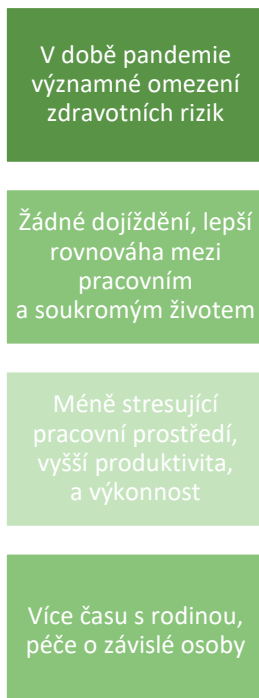 V době pandemie
významné omezení
zdravotních rizik
Žádné dojíždění, lepší
rovnováha mezi
pracovním
a soukromým životem
Méně stresující
pracovní prostředí,
vyšší produktivita,
a výkonnost
Více času s rodinou,
péče o závislé osoby